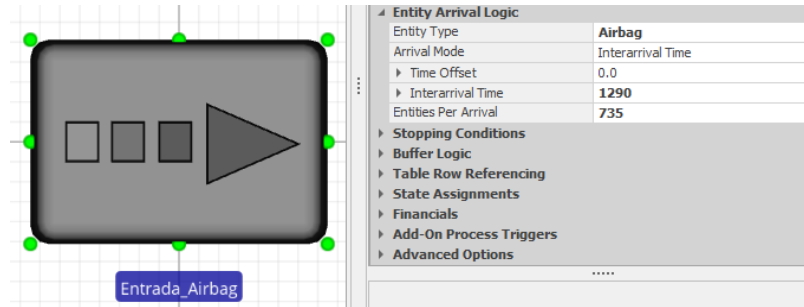 Entity Arrival Logic
Entity Type Airbag
Arrival Mode Interarrival Time
Time Offset 0.0
Interarrival Time 1290
Entities Per Arrival 735
Stopping Conditions
Buffer Logic
Table Row Referencing
State Assignments
Financials
Add-On Process Triggers
Advanced Options
Entrada_Airbag